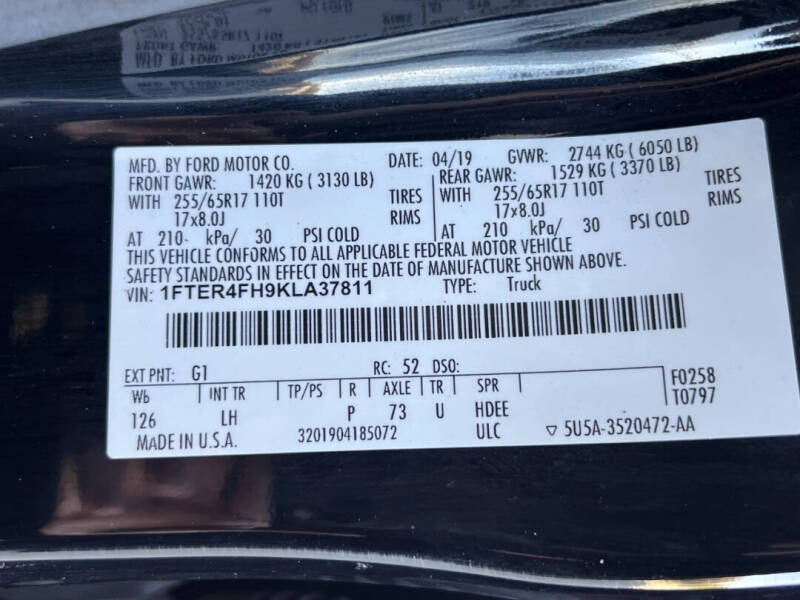 MFD. BY FORD MOTOR CO. DATE: 04/19 GVWR: 2744 KG ( 6050 LB)
FRONT GAWR: 1420 KG ( 3130 LB) REAR GAWR: 1529 KG ( 3370 LB)
WITH 255/65R17 110T TIRES WITH 255/65R17 110T TIRES
17x8.0J RIMS 17x8.0J RIMS
AT 210 kPa/ 30 PSI COLD AT 210 kPa/ 30 PSI COLD
THIS VEHICLE CONFORMS TO ALL APPLICABLE FEDERAL MOTOR VEHICLE
SAFETY STANDARDS IN EFFECT ON THE DATE OF MANUFACTURE SHOWN ABOVE.
VIN: 1FTER4FH9KLA37811 TYPE: Truck
EXT PNT: G1 RC: 52 DSO: F0258
Wb INT TR TP/PS R AXLE TR SPR T0797
126 LH P 73 U HDEE
MADE IN U.S.A. 3201904185072 ULC ▽ 5U5A-3520472-AA